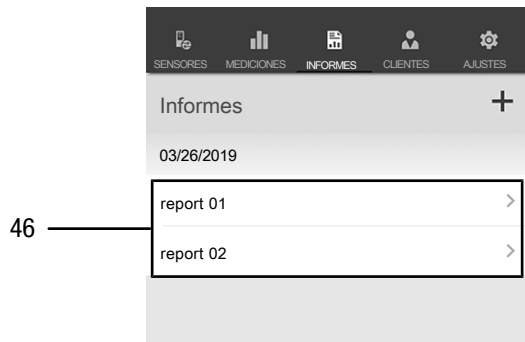 SENSORES MEDICIONES INFORMES CLIENTES AJUSTES
Informes +
03/26/2019
report 01
46
report 02